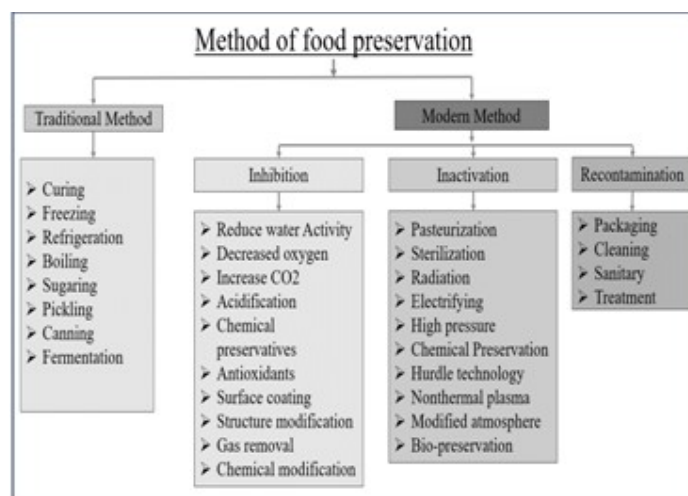 Method of food preservation
Traditional Method
Modern Method
Curing
Freezing
Refrigeration
Boiling
Sugaring
Pickling
Canning
Fermentation
Inhibition
Reduce water Activity
Decreased oxygen
Increase CO2
Acidification
Chemical
preservatives
Antioxidants
Surface coating
Structure modification
Gas removal
Chemical modification
Inactivation
Pasteurization
Sterilization
Radiation
Electrifying
High pressure
Chemical Preservation
Hurdle technology
Nonthermal plasma
Modified atmosphere
Bio-preservation
Recontamination
Packaging
Cleaning
Sanitary
Treatment